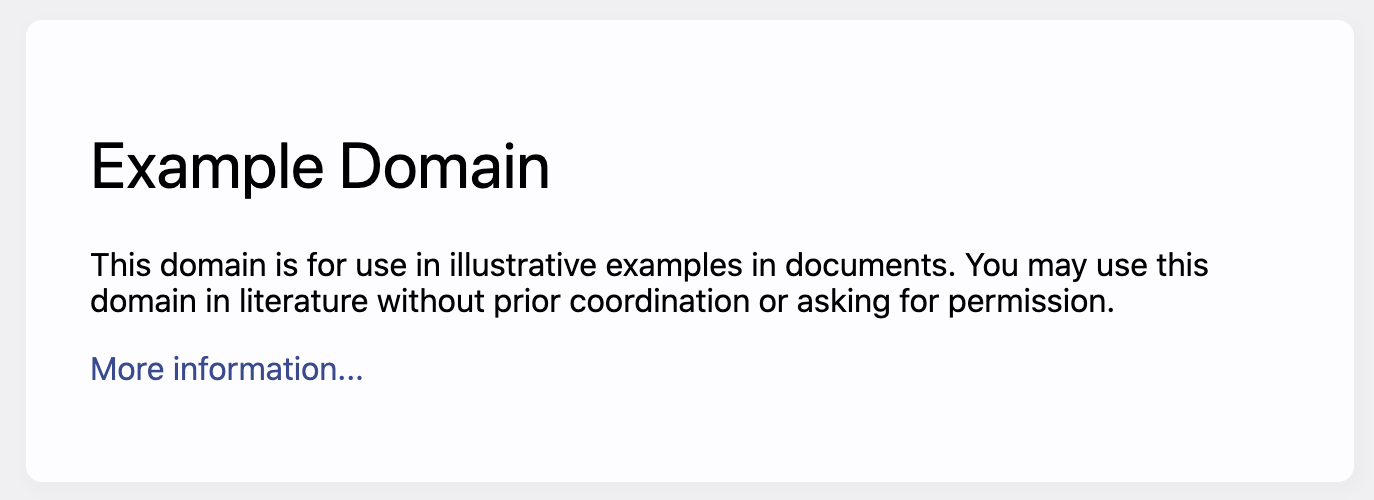 Example Domain
This domain is for use in illustrative examples in documents. You may use this
domain in literature without prior coordination or asking for permission.
More information...